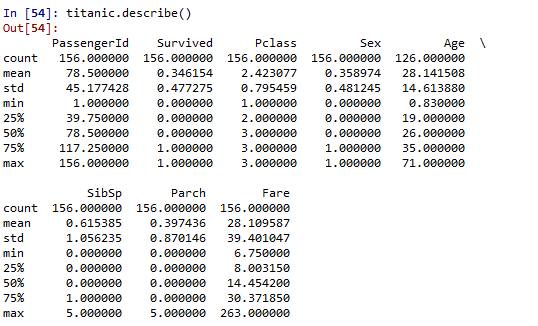 In [54]: titanic.describe()
Out[54]:
       PassengerId    Survived      Pclass         Sex         Age  \
count   156.000000  156.000000  156.000000  156.000000  126.000000
mean     78.500000    0.346154    2.423077    0.358974   28.141508
std      45.177428    0.477275    0.795459    0.481245   14.613880
min       1.000000    0.000000    1.000000    0.000000    0.830000
25%      39.750000    0.000000    2.000000    0.000000   19.000000
50%      78.500000    0.000000    3.000000    0.000000   26.000000
75%     117.250000    1.000000    3.000000    1.000000   35.000000
max     156.000000    1.000000    3.000000    1.000000   71.000000
            SibSp       Parch        Fare
count  156.000000  156.000000  156.000000
mean     0.615385    0.397436   28.109587
std      1.056235    0.870146   39.401047
min      0.000000    0.000000    6.750000
25%      0.000000    0.000000    8.003150
50%      0.000000    0.000000   14.454200
75%      1.000000    0.000000   30.371850
max      5.000000    5.000000  263.000000